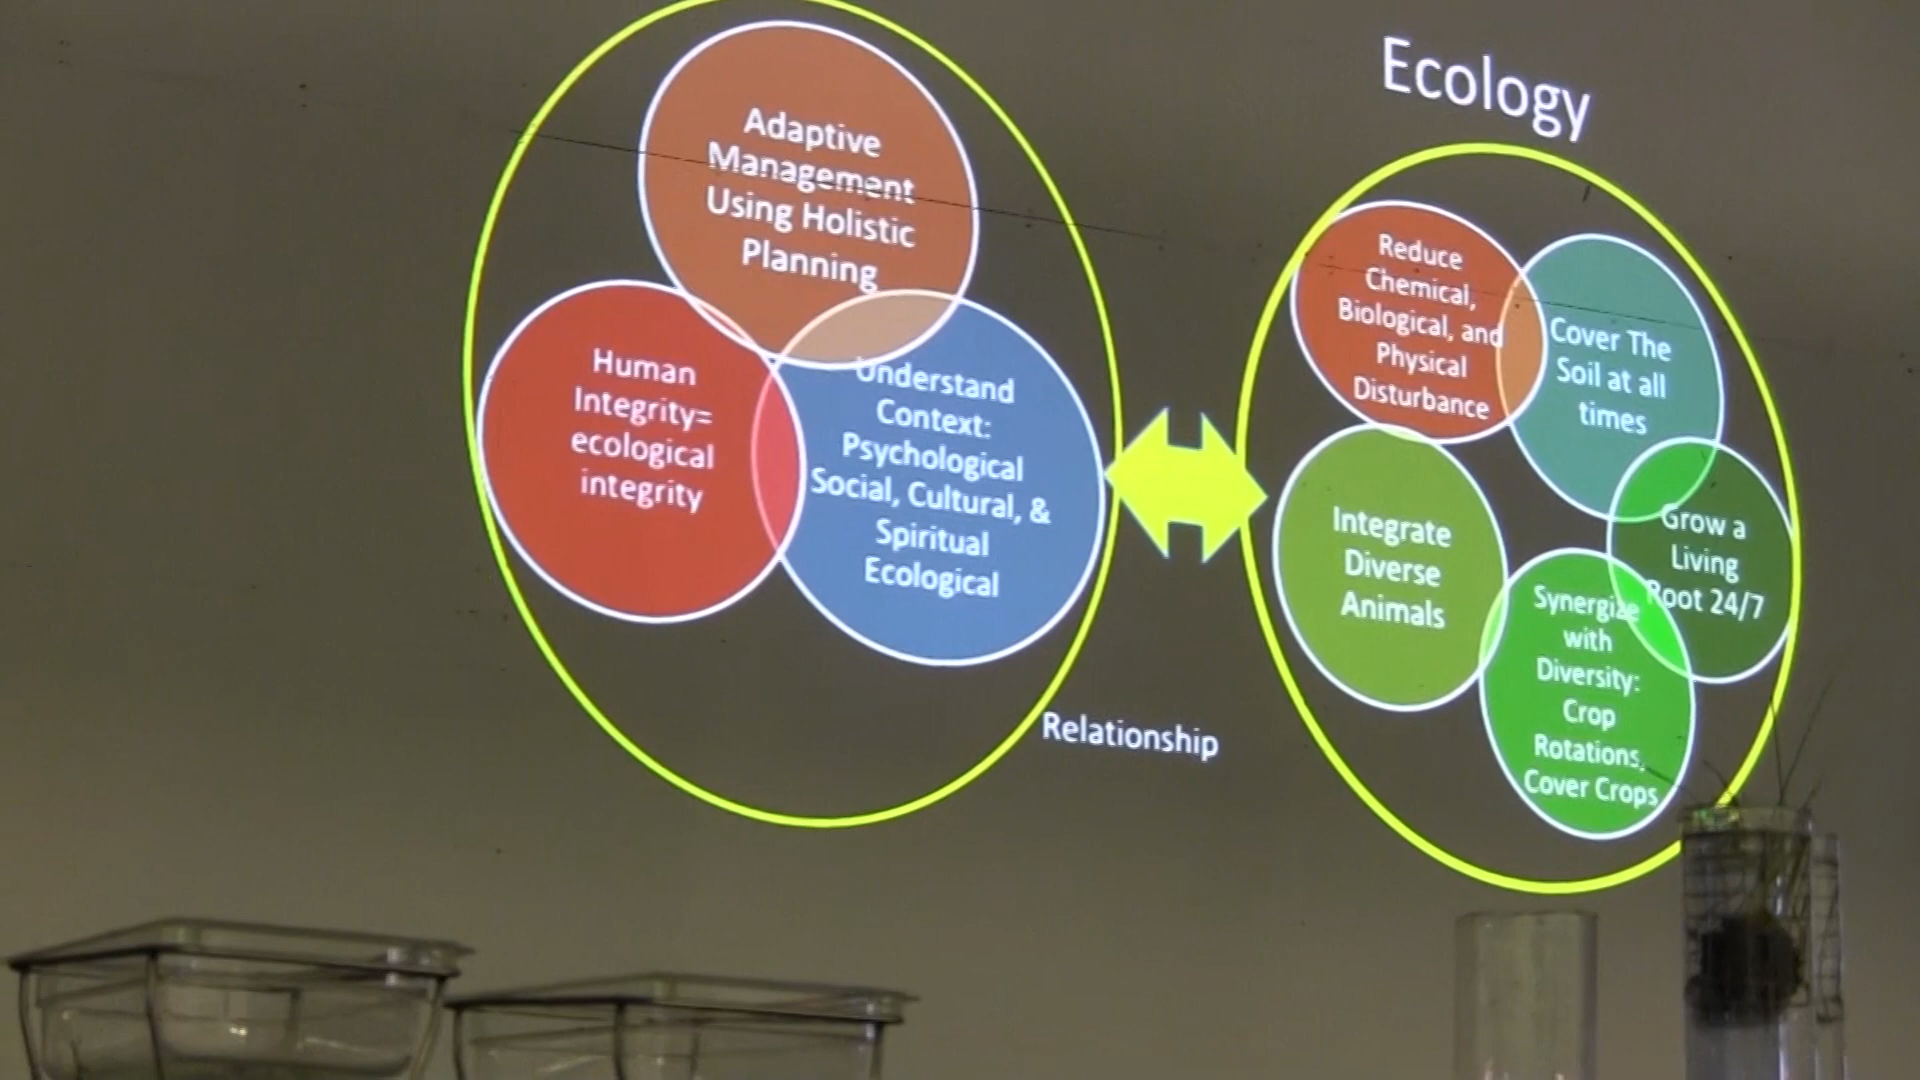 Adaptive
Management
Using Holistic
Planning
Human
Integrity=
ecological
integrity
Understand
Context:
Psychological
Social, Cultural, &
Spiritual
Ecological
Relationship
Ecology
Reduce
Chemical,
Biological, and
Physical
Disturbance
Cover The
Soil at all
times
Grow a
Living
Root 24/7
Integrate
Diverse
Animals
Synergize
with
Diversity:
Crop
Rotations,
Cover Crops